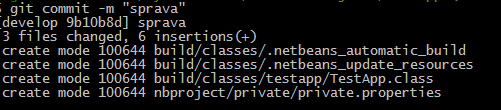 $ git commit -m "sprava"
[develop 9b10b8d] sprava
3 files changed, 6 insertions(+)
create mode 100644 build/classes/.netbeans_automatic_build
create mode 100644 build/classes/.netbeans_update_resources
create mode 100644 build/classes/testapp/TestApp.class
create mode 100644 nbproject/private/private.properties